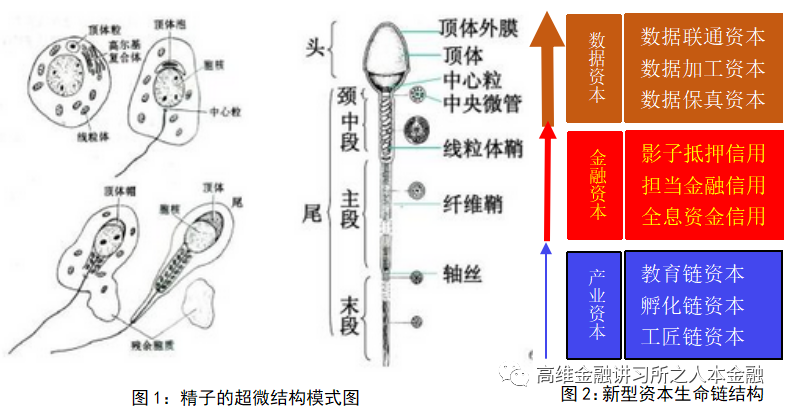 顶体粒
高尔基
复合体
线粒体
顶体泡
胞核
中心粒
顶体帽
残余胞质
顶体
胞核
尾
头
颈
中段
尾
主段
末段
顶体外膜
顶体
中心粒
中央微管
线粒体鞘
纤维鞘
轴丝
数据资本
数据联通资本
数据加工资本
数据保真资本
金融资本
影子抵押信用
担当金融信用
全息资金信用
产业资本
教育链资本
孵化链资本
工匠链资本
高维金融讲习所之人本金融
图1：精子的超微结构模式图
图2：新型资本生命链结构